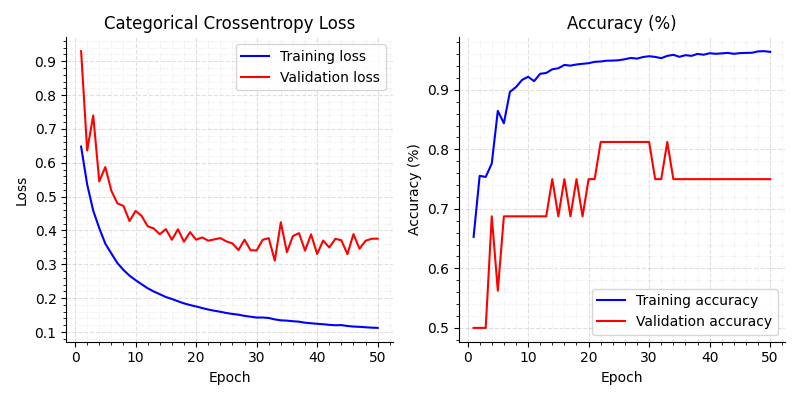 Categorical Crossentropy Loss
Loss
0.9
0.8
0.7
0.6
0.5
0.4
0.3
0.2
0.1
Training loss
Validation loss
0
10
20
30
40
50
Epoch
Accuracy (%)
Accuracy (%)
0.9
0.8
0.7
0.6
0.5
Training accuracy
Validation accuracy
0
10
20
30
40
50
Epoch